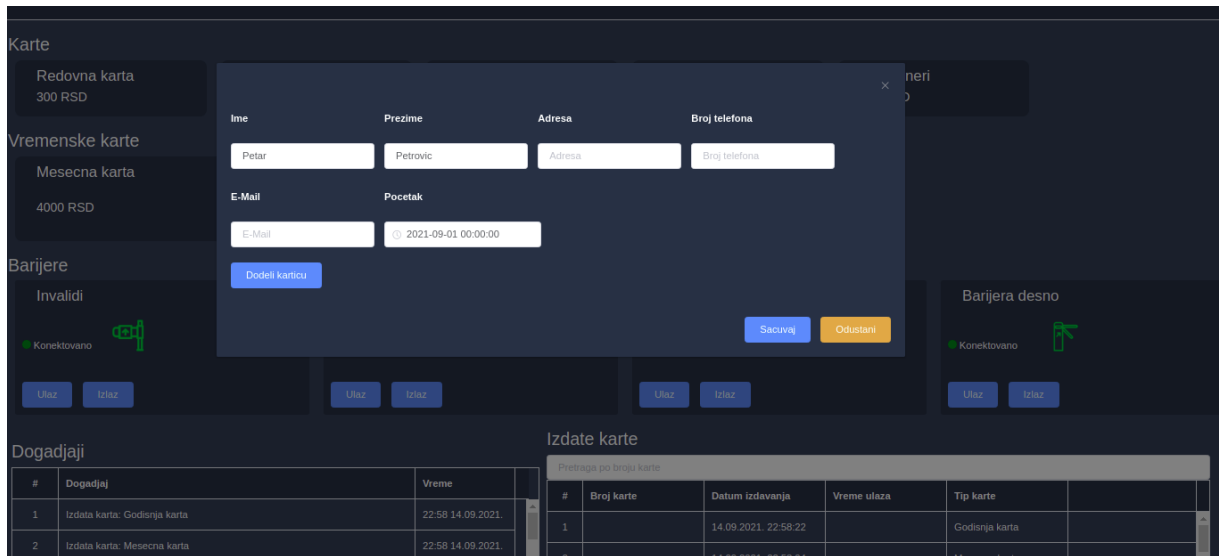 Karte
Redovna karta
300 RSD
neri
Vremenske karte
Mesecna karta
4000 RSD
×
Ime Prezime Adresa Broj telefona
Petar Petrovic Adresa Broj telefona
E-Mail Pocetak
E-Mail 2021-09-01 00:00:00
Dodeli karticu
Sacuvaj Odustani
Barijere
Invalidi Barijera desno
Konektovano Konektovano
Ulaz Izlaz Ulaz Izlaz Ulaz Izlaz Ulaz Izlaz
Dogadjaji
# Dogadjaj Vreme
1 Izdata karta: Godisnja karta 22:58 14.09.2021.
2 Izdata karta: Mesecna karta 22:58 14.09.2021.
Izdate karte
Pretraga po broju karte
# Broj karte Datum izdavanja Vreme ulaza Tip karte
1 14.09.2021. 22:58:22 Godisnja karta